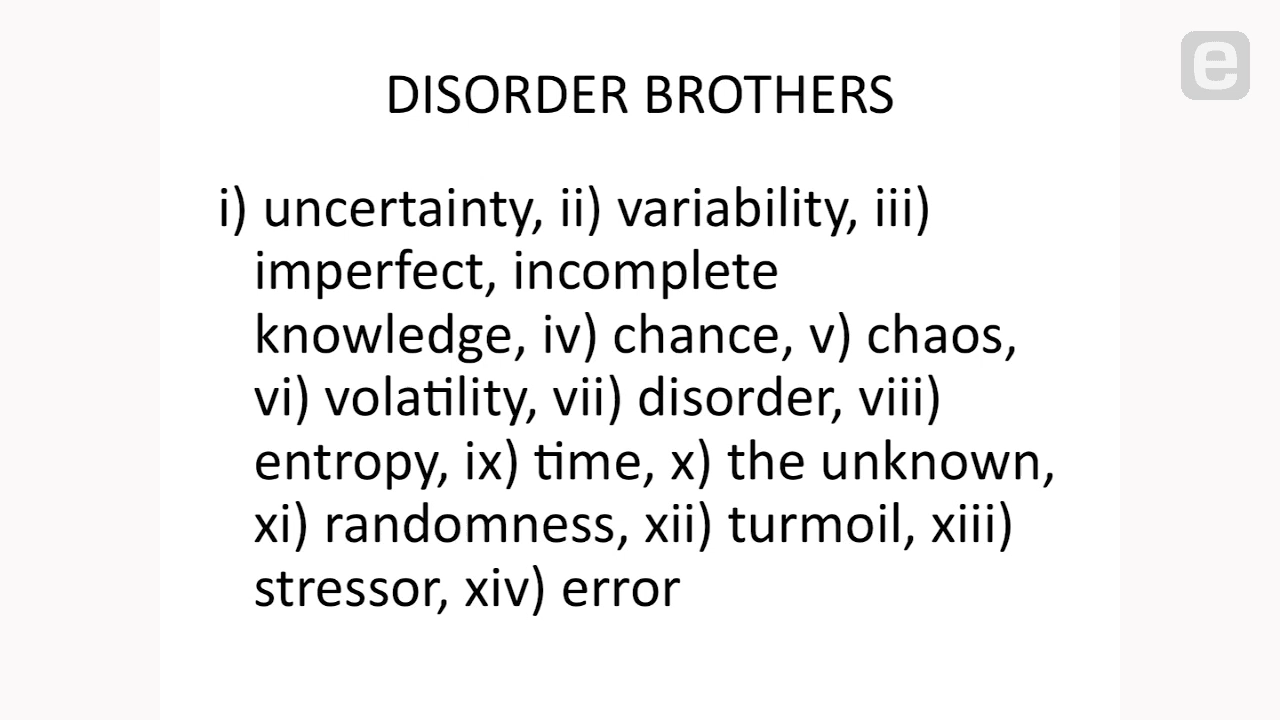 e
DISORDER BROTHERS
i) uncertainty, ii) variability, iii)
imperfect, incomplete
knowledge, iv) chance, v) chaos,
vi) volatility, vii) disorder, viii)
entropy, ix) time, x) the unknown,
xi) randomness, xii) turmoil, xiii)
stressor, xiv) error